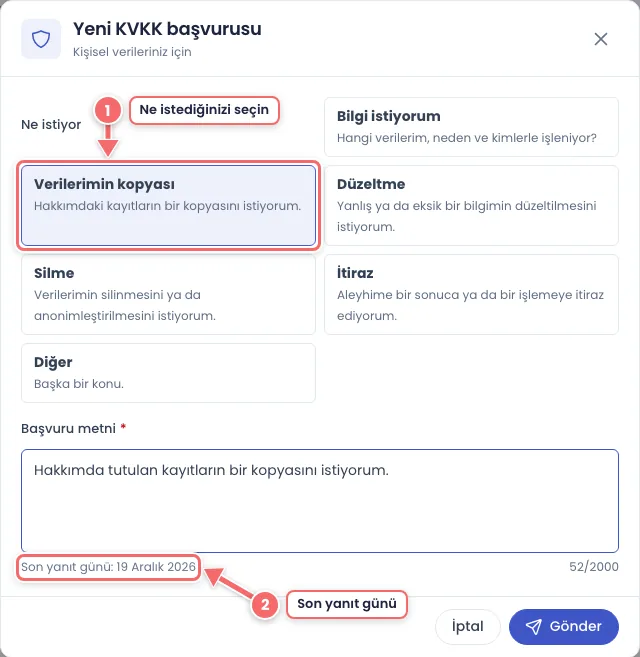 Yeni KVKK başvurusu
Kişisel verileriniz için
Ne istiyor
1
Ne istediğinizi seçin
Bilgi istiyorum
Hangi verilerim, neden ve kimlerle işleniyor?
Verilerimin kopyası
Hakkımdaki kayıtların bir kopyasını istiyorum.
Düzeltme
Yanlış ya da eksik bir bilgimin düzeltilmesini
istiyorum.
Silme
Verilerimin silinmesini ya da
anonimleştirilmesini istiyorum.
İtiraz
Aleyhime bir sonuca ya da bir işlemeye itiraz
ediyorum.
Diğer
Başka bir konu.
Başvuru metni *
Hakkımda tutulan kayıtların bir kopyasını istiyorum.
Son yanıt günü: 19 Aralık 2026
52/2000
2
Son yanıt günü
İptal
Gönder